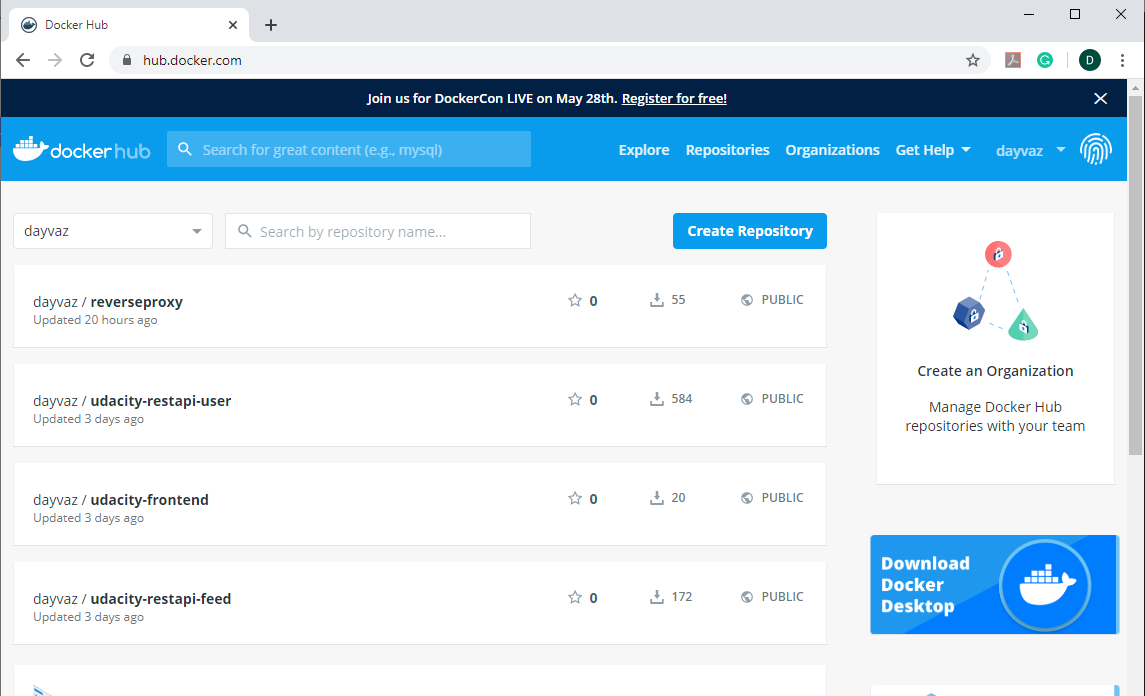 Docker Hub
hub.docker.com
D
Join us for DockerCon LIVE on May 28th. Register for free!
docker hub
Search for great content (e.g., mysql)
Explore
Repositories
Organizations
Get Help
dayvaz
dayvaz
Search by repository name...
Create Repository
dayvaz / reverseproxy
0
55
PUBLIC
Updated 20 hours ago
dayvaz / udacity-restapi-user
0
584
PUBLIC
Updated 3 days ago
dayvaz / udacity-frontend
0
20
PUBLIC
Updated 3 days ago
dayvaz / udacity-restapi-feed
0
172
PUBLIC
Updated 3 days ago
Create an Organization
Manage Docker Hub
repositories with your team
Download
Docker
Desktop